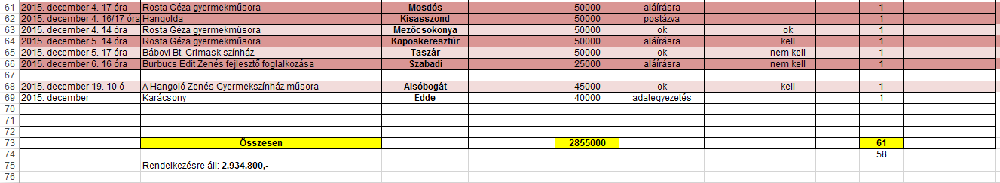 61 2015. december 4. 17 óra Rosta Géza gyermekműsora Mosdós 50000 aláírásra 1
62 2015. december 4. 16/17 óra Hangolda Kisasszond 50000 postázva 1
63 2015. december 4. 14 óra Rosta Géza gyermekműsora Mezőcsokonya 50000 ok ok 1
64 2015. december 5. 14 óra Rosta Géza gyermekműsora Kaposkeresztúr 50000 aláírásra kell 1
65 2015. december 5. 17 óra Bábovi Bt. Grimask színház Taszár 50000 ok nem kell 1
66 2015. december 6. 16 óra Burbucs Edit Zenés fejlesztő foglalkozása Szabadi 25000 aláírásra nem kell 1
67
68 2015. december 19. 10 ó A Hangoló Zenés Gyermekszínház műsora Alsóbogát 45000 ok kell 1
69 2015. december Karácsony Edde 40000 adategyezetés 1
70
71
72
73 Összesen 2855000 61
74 58
75 Rendelkezésre áll: 2.934.800,-
76